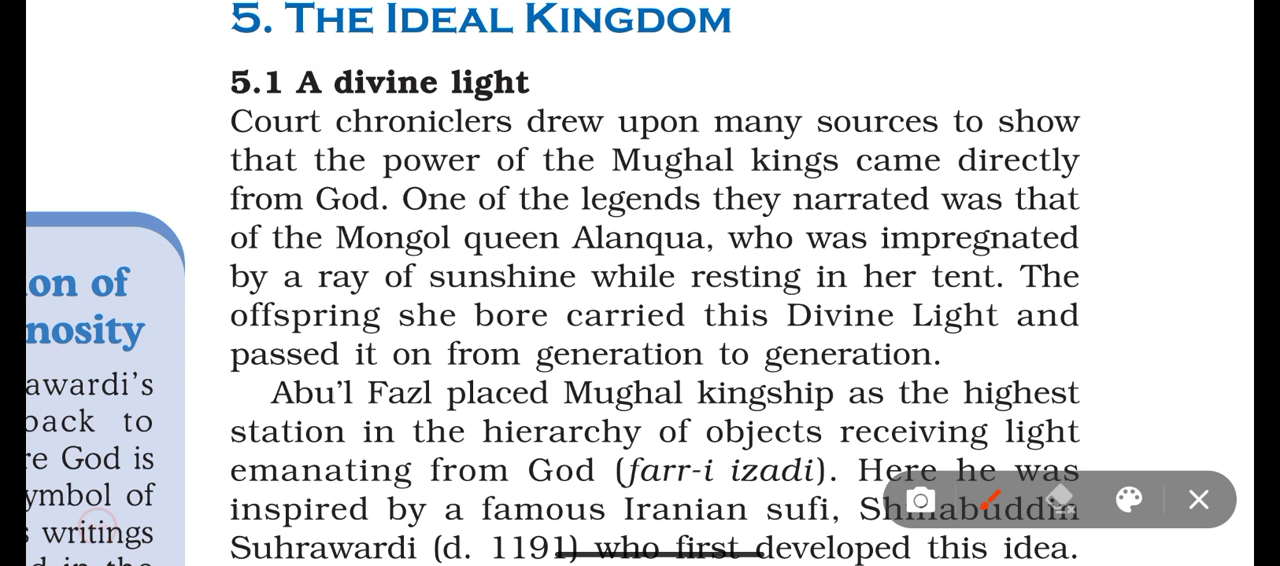 5. THE IDEAL KINGDOM
5.1 A divine light
Court chroniclers drew upon many sources to show
that the power of the Mughal kings came directly
from God. One of the legends they narrated was that
of the Mongol queen Alanqua, who was impregnated
by a ray of sunshine while resting in her tent. The
offspring she bore carried this Divine Light and
passed it on from generation to generation.
Abu’l Fazl placed Mughal kingship as the highest
station in the hierarchy of objects receiving light
emanating from God (farr-i izadi). Here he was
inspired by a famous Iranian sufi, Shihabuddin
Suhrawardi (d. 1191) who first developed this idea.
on of
nosity
awardi’s
back to
re God is
ymbol of
s writings
d in the